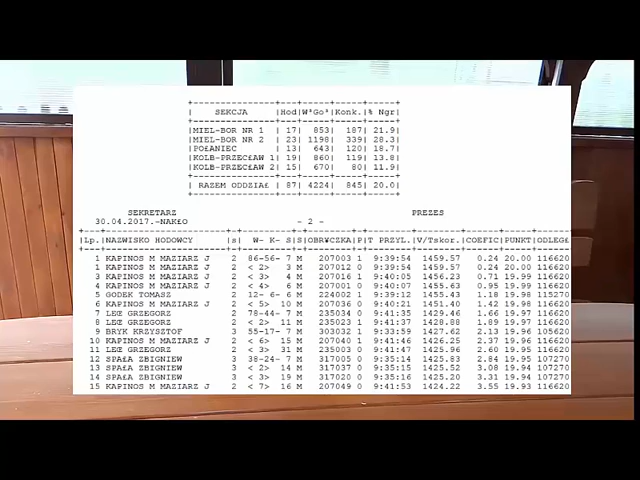 SEKCJA |Hod|W³Go³|Konk.|% Ngr|
|MIEL-BOR NR 1 | 17| 853| 187| 21.9|
|MIEL-BOR NR 2 | 23| 1198| 339| 28.3|
|POŁANIEC | 13| 643| 120| 18.7|
|KOLB-PRZECŁAW 1| 19| 860| 119| 13.8|
|KOLB-PRZECŁAW 2| 15| 670| 80| 11.9|
| RAZEM ODDZIAŁ | 87| 4224| 845| 20.0|
SEKRETARZ PREZES
30.04.2017.-NAKŁO - 2 -
|Lp.|NAZWISKO HODOWCY |s| W- K- S|S|OBR¥CZKA|P|T PRZYL.|V/Tskor.|COEFIC|PUNKT|ODLEGŁ
1 KAPINOS M MAZIARZ J 2 86-56- 7 M 207003 1 9:39:54 1459.57 0.24 20.00 116620
1 KAPINOS M MAZIARZ J 2 < 2> 3 M 207012 0 9:39:54 1459.57 0.24 20.00 116620
3 KAPINOS M MAZIARZ J 2 < 3> 4 M 207016 1 9:40:05 1456.23 0.71 19.99 116620
4 KAPINOS M MAZIARZ J 2 < 4> 6 M 207001 0 9:40:07 1455.63 0.95 19.99 116620
5 GODEK TOMASZ 2 12- 6- 6 M 224002 1 9:39:12 1455.43 1.18 19.98 115270
6 KAPINOS M MAZIARZ J 2 < 5> 10 M 207036 0 9:40:21 1451.40 1.42 19.98 116620
7 LEE GRZEGORZ 2 78-44- 7 M 235034 0 9:41:35 1429.46 1.66 19.97 116620
8 LEE GRZEGORZ 2 < 2> 11 M 235023 1 9:41:37 1428.88 1.89 19.97 116620
9 BRYK KRZYSZTOF 3 55-17- 7 M 303032 1 9:33:59 1427.62 2.13 19.96 105620
10 KAPINOS M MAZIARZ J 2 < 6> 15 M 207040 1 9:41:46 1426.25 2.37 19.96 116620
11 LEE GRZEGORZ 2 < 3> 31 M 235003 0 9:41:47 1425.96 2.60 19.95 116620
12 SPAŁA ZBIGNIEW 3 38-24- 7 M 317005 0 9:35:14 1425.83 2.84 19.95 107270
13 SPAŁA ZBIGNIEW 3 < 2> 14 M 317037 0 9:35:15 1425.52 3.08 19.94 107270
14 SPAŁA ZBIGNIEW 3 < 3> 19 M 317020 0 9:35:16 1425.20 3.31 19.94 107270
15 KAPINOS M MAZIARZ J 2 < 7> 16 M 207049 0 9:41:53 1424.22 3.55 19.93 116620